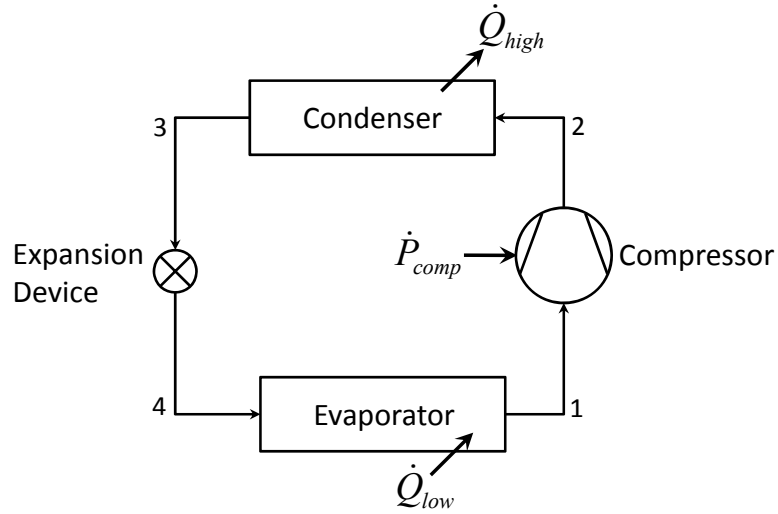 Q̇high
3
Condenser
2
Expansion
Device
Ṗcomp
Compressor
4
Evaporator
1
Q̇low